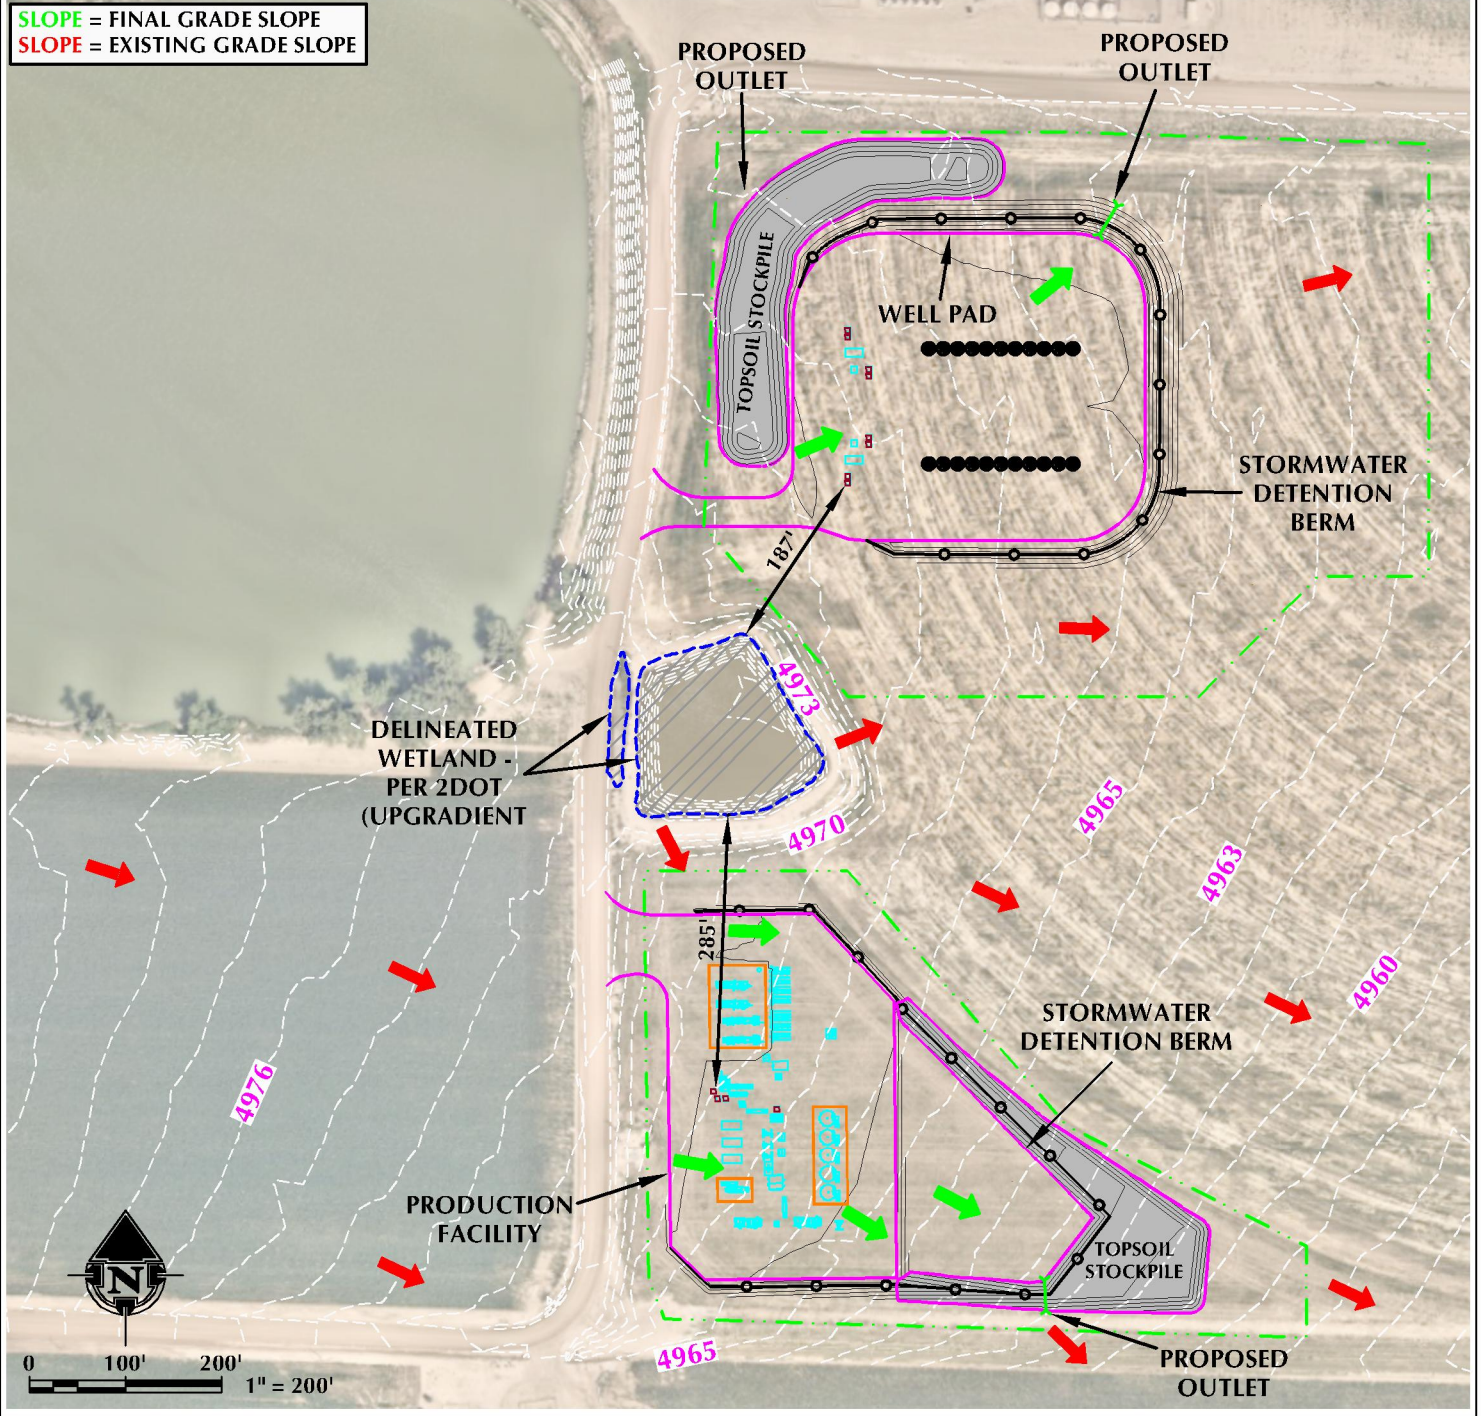 SLOPE = FINAL GRADE SLOPE
SLOPE = EXISTING GRADE SLOPE
PROPOSED
OUTLET
PROPOSED
OUTLET
TOPSOIL STOCKPILE
WELL PAD
STORMWATER
DETENTION
BERM
187'
4973
DELINEATED
WETLAND -
PER 2DOT
(UPGRADIENT
4970
4965
4963
4960
285'
STORMWATER
DETENTION BERM
4976
PRODUCTION
FACILITY
TOPSOIL
STOCKPILE
N
4965
PROPOSED
OUTLET
0 100' 200'
1" = 200'